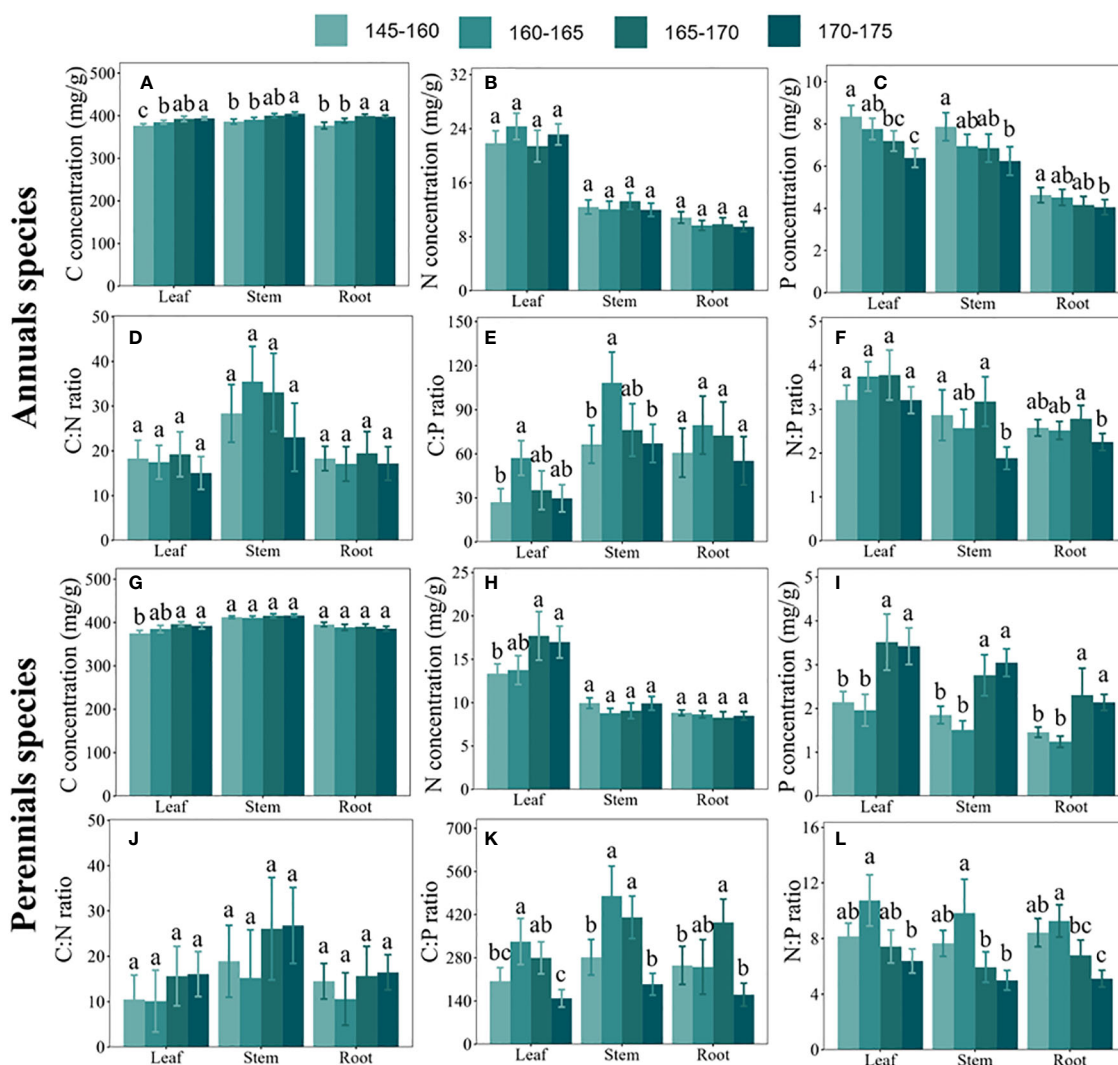 145-160 160-165 165-170 170-175
Annuals species
A
C concentration (mg/g)
500
400
300
200
100
0
c b ab a
b b ab a
b b a a
Leaf Stem Root
B
N concentration (mg/g)
32
24
16
8
0
a a a a
a a a a
a a a a
Leaf Stem Root
C
P concentration (mg/g)
10
8
6
4
2
0
a ab bc c
a ab ab b
a ab ab b
Leaf Stem Root
D
C:N ratio
50
40
30
20
10
0
a a a a
a a a a
a a a a
Leaf Stem Root
E
C:P ratio
150
120
90
60
30
0
b a ab ab
b a ab b
a a a a
Leaf Stem Root
F
N:P ratio
5
4
3
2
1
0
a a a a
a ab a b
ab ab a b
Leaf Stem Root
Perennials species
G
C concentration (mg/g)
500
400
300
200
100
0
b ab a a
a a a a
a a a a
Leaf Stem Root
H
N concentration (mg/g)
25
20
15
10
5
0
b ab a a
a a a a
a a a a
Leaf Stem Root
I
P concentration (mg/g)
5
4
3
2
1
0
b b a a
b b a a
b b a a
Leaf Stem Root
J
C:N ratio
50
40
30
20
10
0
a a a a
a a a a
a a a a
Leaf Stem Root
K
C:P ratio
700
560
420
280
140
0
bc a ab c
b a a b
b ab a b
Leaf Stem Root
L
N:P ratio
16
12
8
4
0
ab a ab b
ab a b b
ab a bc c
Leaf Stem Root